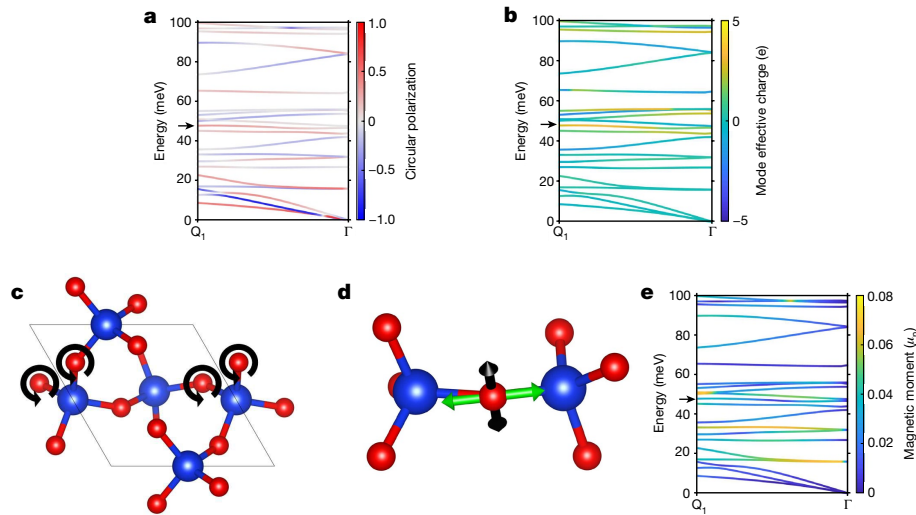 a
100
80
60
40
20
0
Energy (meV)
Q1
Γ
1.0
0.5
0
−0.5
−1.0
Circular polarization
b
100
80
60
40
20
0
Energy (meV)
Q1
Γ
5
0
−5
Mode effective charge (e)
c
d
e
100
80
60
40
20
0
Energy (meV)
Q1
Γ
0.08
0.06
0.04
0.02
0
Magnetic moment (μn)